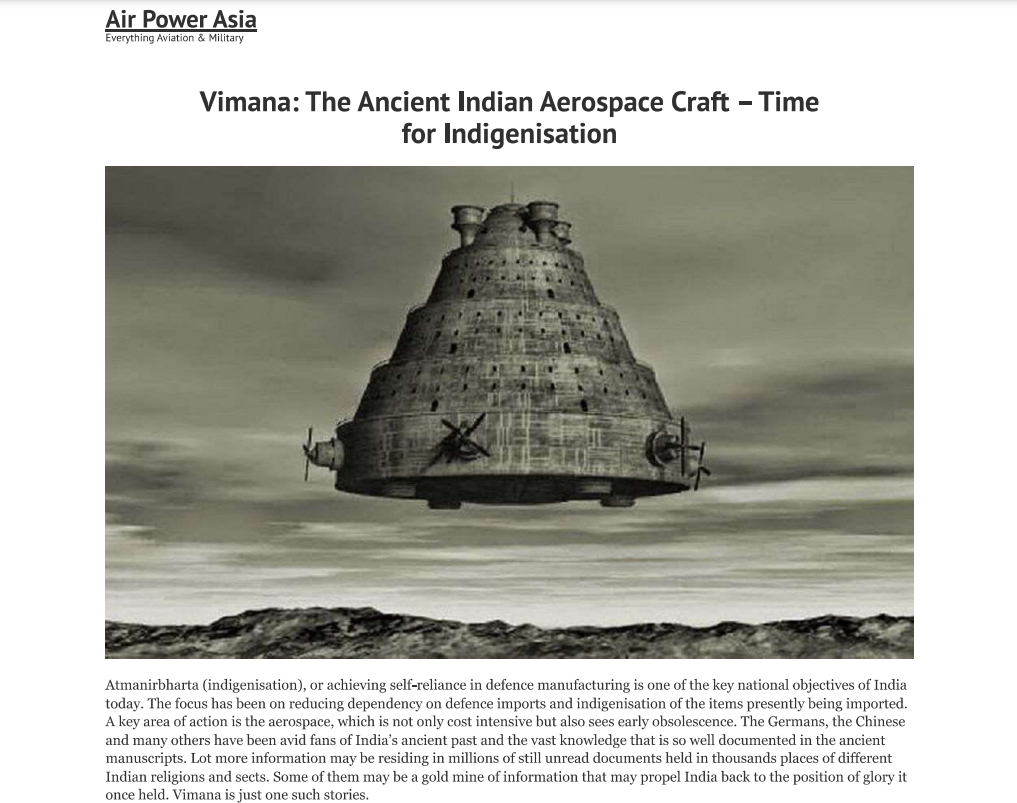 Air Power Asia
Everything Aviation & Military
Vimana: The Ancient Indian Aerospace Craft – Time
for Indigenisation
Atmanirbharta (indigenisation), or achieving self-reliance in defence manufacturing is one of the key national objectives of India
today. The focus has been on reducing dependency on defence imports and indigenisation of the items presently being imported.
A key area of action is the aerospace, which is not only cost intensive but also sees early obsolescence. The Germans, the Chinese
and many others have been avid fans of India’s ancient past and the vast knowledge that is so well documented in the ancient
manuscripts. Lot more information may be residing in millions of still unread documents held in thousands places of different
Indian religions and sects. Some of them may be a gold mine of information that may propel India back to the position of glory it
once held. Vimana is just one such stories.